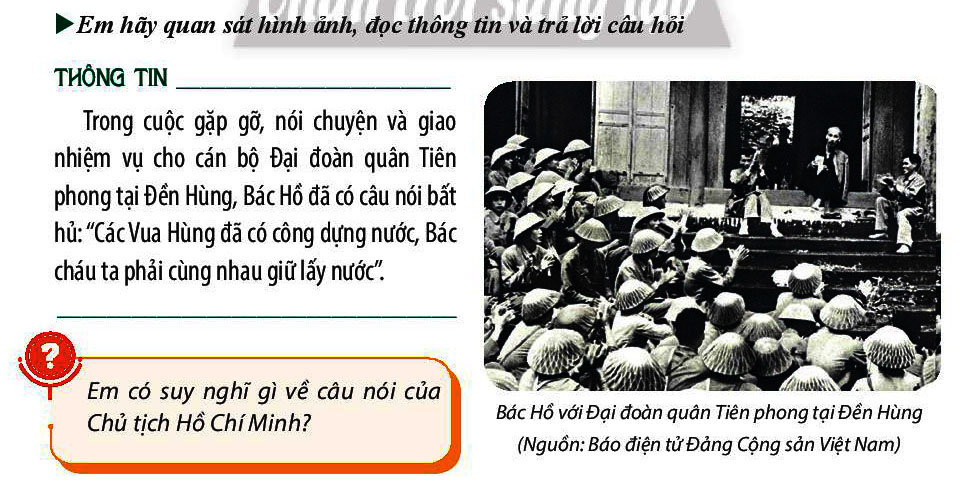 Chân trời sáng tạo
▶Em hãy quan sát hình ảnh, đọc thông tin và trả lời câu hỏi
THÔNG TIN
Trong cuộc gặp gỡ, nói chuyện và giao
nhiệm vụ cho cán bộ Đại đoàn quân Tiên
phong tại Đền Hùng, Bác Hồ đã có câu nói bất
hủ: “Các Vua Hùng đã có công dựng nước, Bác
cháu ta phải cùng nhau giữ lấy nước”.
?
Em có suy nghĩ gì về câu nói của
Chủ tịch Hồ Chí Minh?
Bác Hồ với Đại đoàn quân Tiên phong tại Đền Hùng
(Nguồn: Báo điện tử Đảng Cộng sản Việt Nam)